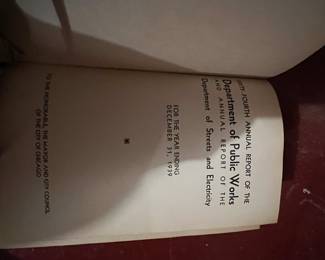 FOURTH ANNUAL REPORT OF THE
Department of Public Works
AND ANNUAL REPORT OF THE
Department of Streets and Electricity
FOR THE YEAR ENDING
DECEMBER 31, 1939
TO THE HONORABLE, THE MAYOR AND CITY COUNCIL
OF THE CITY OF CHICAGO